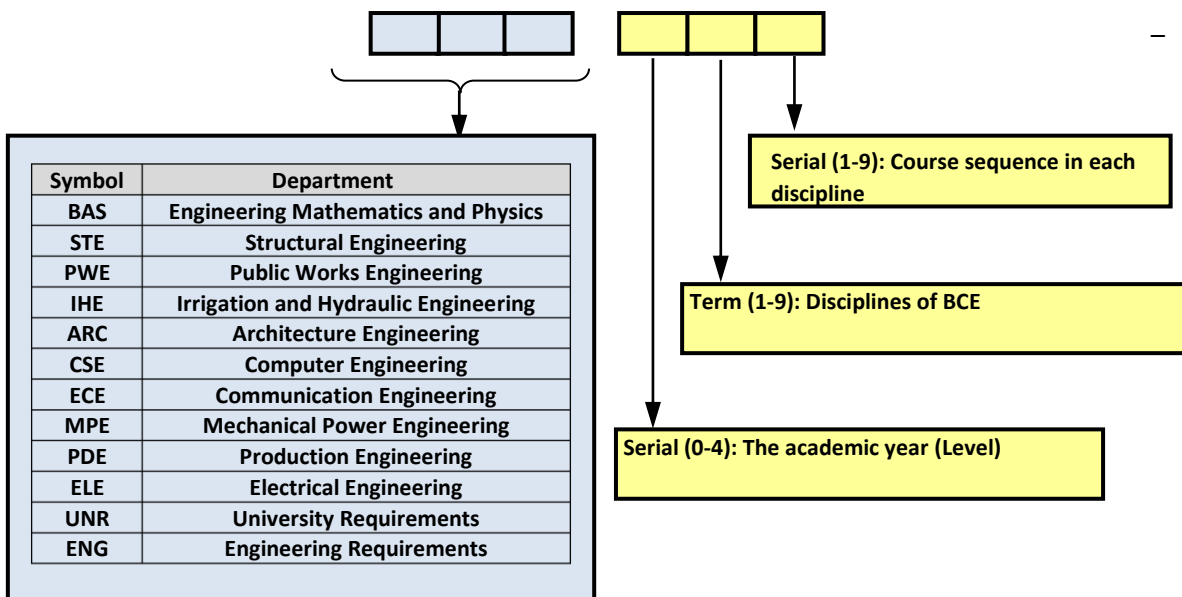 –
Symbol Department
BAS Engineering Mathematics and Physics
STE Structural Engineering
PWE Public Works Engineering
IHE Irrigation and Hydraulic Engineering
ARC Architecture Engineering
CSE Computer Engineering
ECE Communication Engineering
MPE Mechanical Power Engineering
PDE Production Engineering
ELE Electrical Engineering
UNR University Requirements
ENG Engineering Requirements
Serial (1-9): Course sequence in each
discipline
Term (1-9): Disciplines of BCE
Serial (0-4): The academic year (Level)